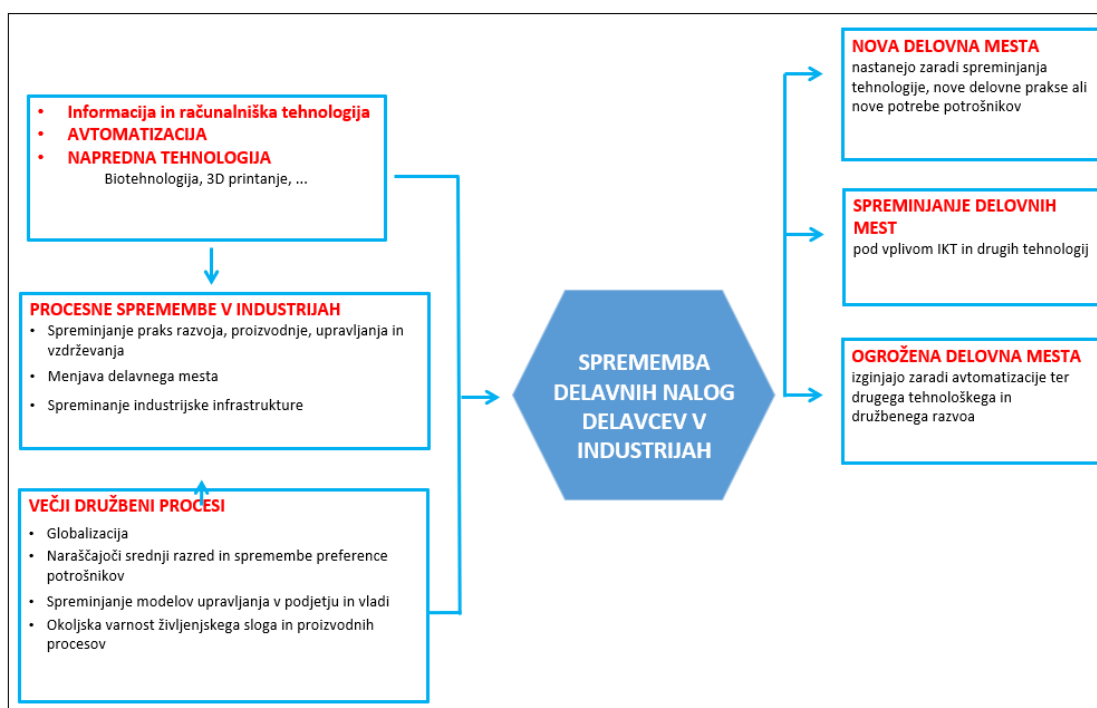 • Informacija in računalniška tehnologija
• AVTOMATIZACIJA
• NAPREDNA TEHNOLOGIJA
Biotehnologija, 3D printanje, ...
PROCESNE SPREMEMBE V INDUSTRIJAH
• Spreminjanje praks razvoja, proizvodnje, upravljanja in
vzdrževanja
• Menjava delavnega mesta
• Spreminanje industrijske infrastrukture
VEČJI DRUŽBENI PROCESI
• Globalizacija
• Naraščajoči srednji razred in spremembe preference
potrošnikov
• Spreminjanje modelov upravljanja v podjetju in vladi
• Okoljska varnost življenjskega sloga in proizvodnih
procesov
SPREMEMBA
DELAVNIH NALOG
DELAVCEV V
INDUSTRIJAH
NOVA DELOVNA MESTA
nastanejo zaradi spreminjanja
tehnologije, nove delovne prakse ali
nove potrebe potrošnikov
SPREMINJANJE DELOVNIH
MEST
pod vplivom IKT in drugih tehnologij
OGROŽENA DELOVNA MESTA
izginjajo zaradi avtomatizacije ter
drugega tehnološkega in
družbenega razvoa